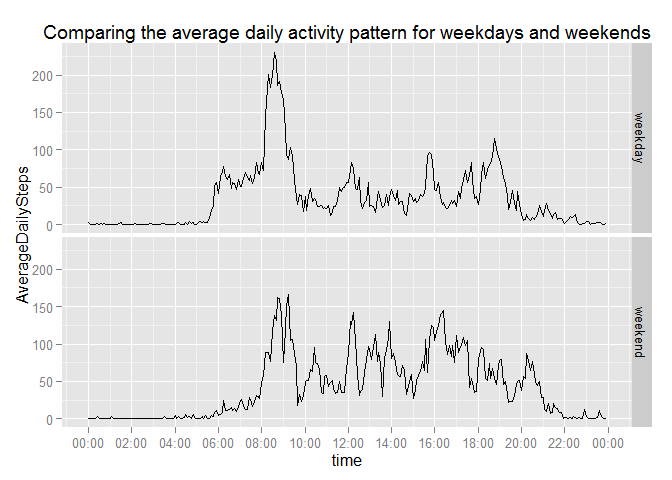 Comparing the average daily activity pattern for weekdays and weekends
AverageDailySteps
200
150
100
50
0
weekday
200
150
100
50
0
weekend
00:00 02:00 04:00 06:00 08:00 10:00 12:00 14:00 16:00 18:00 20:00 22:00 00:00
time